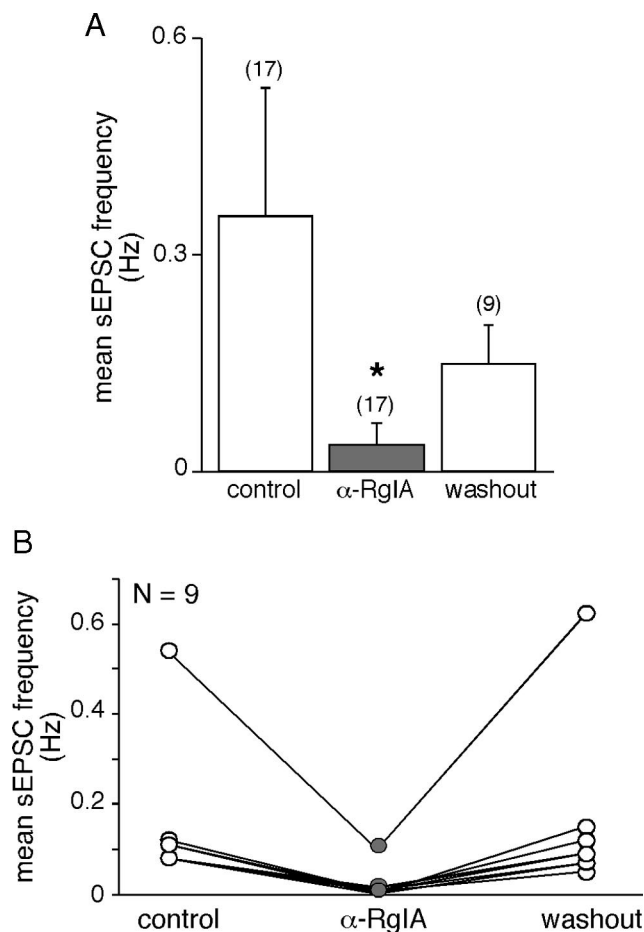 A
mean sEPSC frequency
(Hz)
0.6
0.3
0
(17)
*
(17)
(9)
control
α-RgIA
washout
B
mean sEPSC frequency
(Hz)
N = 9
0.6
0.4
0.2
0
control
α-RgIA
washout